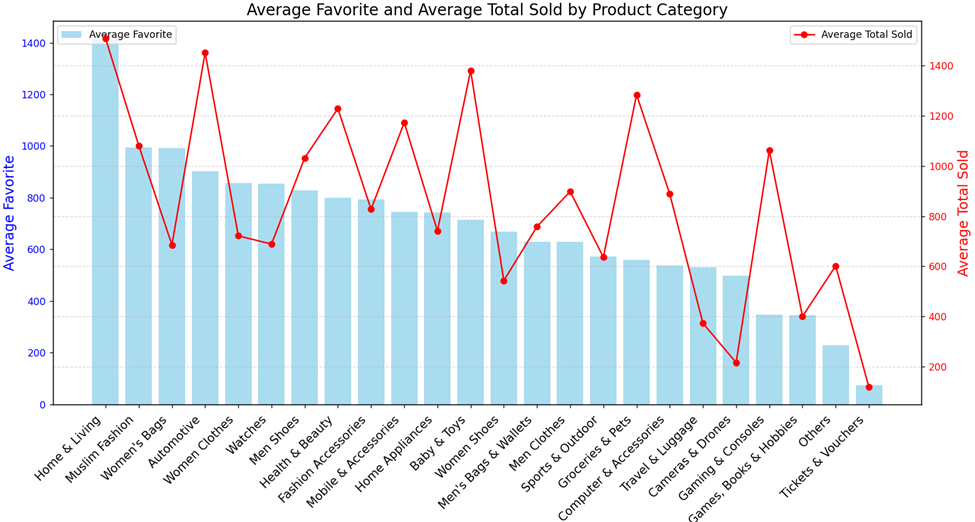 Average Favorite and Average Total Sold by Product Category
Average Favorite
Average Total Sold
1400
1200
1000
800
600
400
200
0
Average Favorite
1400
1200
1000
800
600
400
200
Average Total Sold
Home & Living
Muslim Fashion
Women's Bags
Automotive
Women Clothes
Watches
Men Shoes
Health & Beauty
Fashion Accessories
Mobile & Accessories
Home Appliances
Baby & Toys
Women Shoes
Men's Bags & Wallets
Men Clothes
Sports & Outdoor
Groceries & Pets
Computer & Accessories
Travel & Luggage
Cameras & Drones
Gaming & Consoles
Games, Books & Hobbies
Others
Tickets & Vouchers